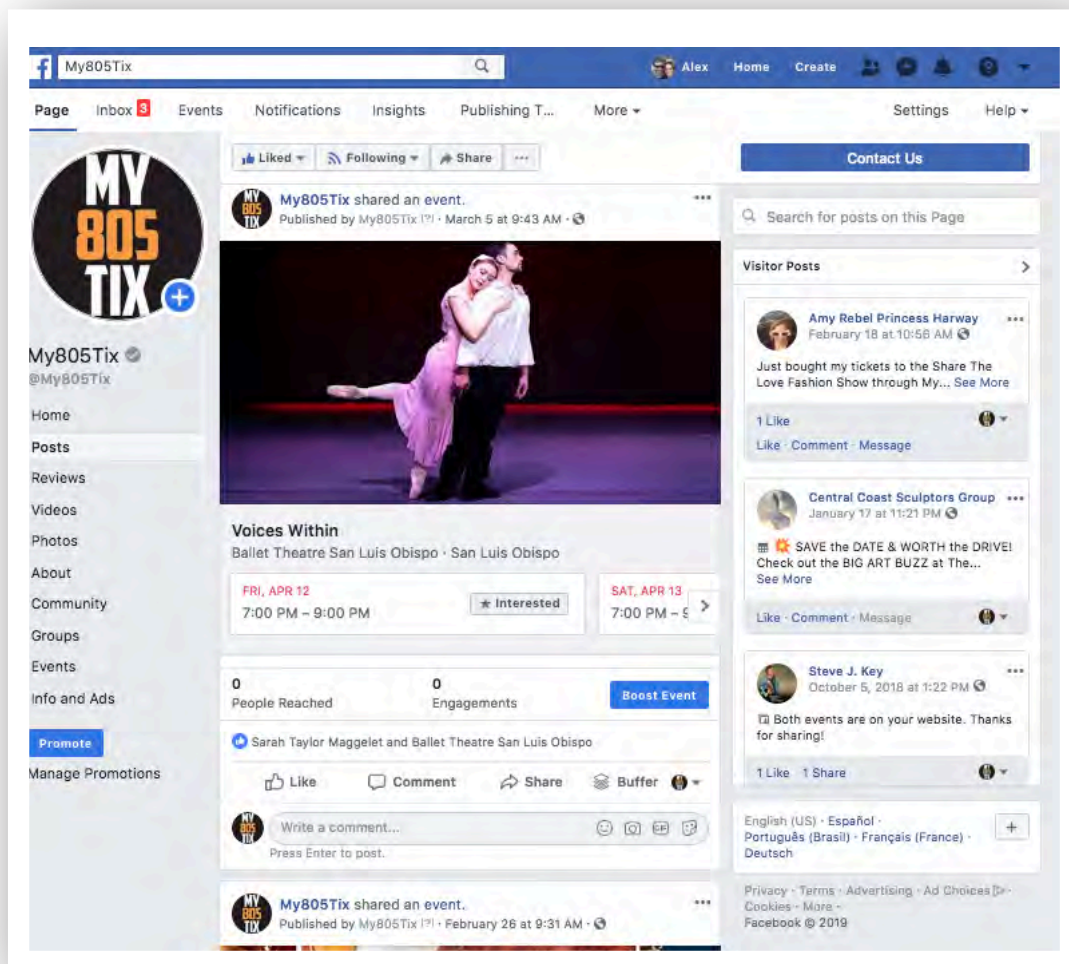 f My805Tix Alex Home Create
Page Inbox 3 Events Notifications Insights Publishing T... More Settings Help
MY
805
TIX
My805Tix
@My805Tix
Home
Posts
Reviews
Videos
Photos
About
Community
Groups
Events
Info and Ads
Promote
Manage Promotions
Liked Following Share ...
MY
805
TIX
My805Tix shared an event. ...
Published by My805Tix [?] · March 5 at 9:43 AM ·
Voices Within
Ballet Theatre San Luis Obispo · San Luis Obispo
FRI, APR 12
7:00 PM – 9:00 PM
★ Interested
SAT, APR 13
7:00 PM – 9
0
People Reached
0
Engagements
Boost Event
Sarah Taylor Maggelet and Ballet Theatre San Luis Obispo
Like Comment Share Buffer
MY
805
TIX
Write a comment... GIF
Press Enter to post.
MY
805
TIX
My805Tix shared an event. ...
Published by My805Tix [?] · February 26 at 9:31 AM ·
Contact Us
Search for posts on this Page
Visitor Posts
Amy Rebel Princess Harway ...
February 18 at 10:56 AM
Just bought my tickets to the Share The
Love Fashion Show through My... See More
1 Like
Like · Comment · Message
Central Coast Sculptors Group ...
January 17 at 11:21 PM
📅 💥 SAVE the DATE & WORTH the DRIVE!
Check out the BIG ART BUZZ at The...
See More
Like · Comment · Message
Steve J. Key ...
October 5, 2018 at 1:22 PM
Both events are on your website. Thanks
for sharing!
1 Like 1 Share
English (US) · Español ·
Português (Brasil) · Français (France) ·
Deutsch
+
Privacy · Terms · Advertising · Ad Choices ·
Cookies · More
Facebook © 2019